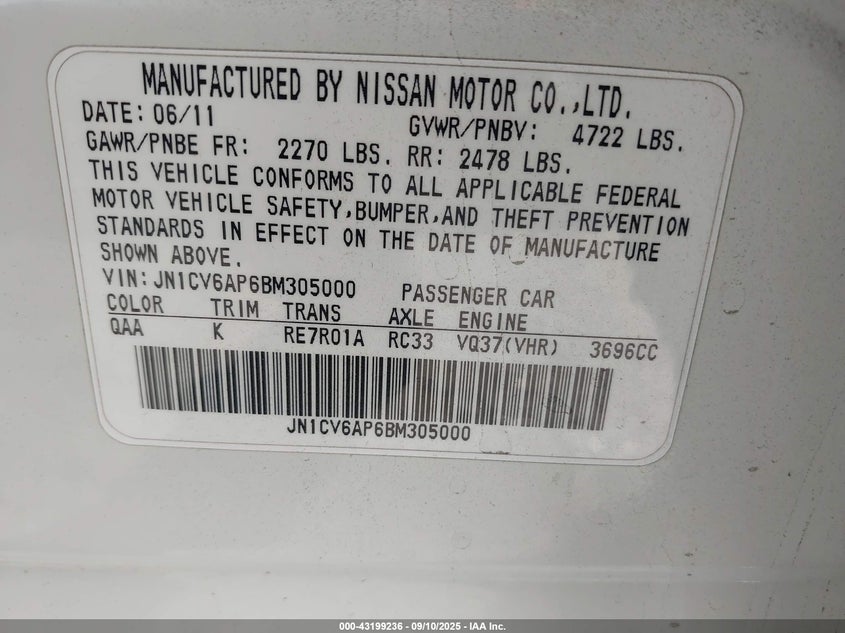 MANUFACTURED BY NISSAN MOTOR CO.,LTD.
DATE: 06/11 GVWR/PNBV: 4722 LBS.
GAWR/PNBE FR: 2270 LBS. RR: 2478 LBS.
THIS VEHICLE CONFORMS TO ALL APPLICABLE FEDERAL
MOTOR VEHICLE SAFETY,BUMPER,AND THEFT PREVENTION
STANDARDS IN EFFECT ON THE DATE OF MANUFACTURE
SHOWN ABOVE.
VIN:JN1CV6AP6BM305000 PASSENGER CAR
COLOR TRIM TRANS AXLE ENGINE
QAA K RE7R01A RC33 VQ37(VHR) 3696CC
JN1CV6AP6BM305000
000-43199236 - 09/10/2025 - IAA Inc.